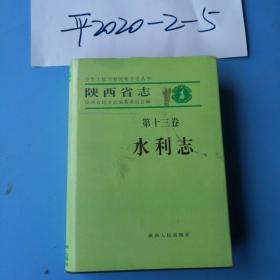 平2020-2-5
中华人民共和国地方志丛书
陕西省志
陕西省地方志编纂委员会编
第十三卷
水利志
陕西人民出版社